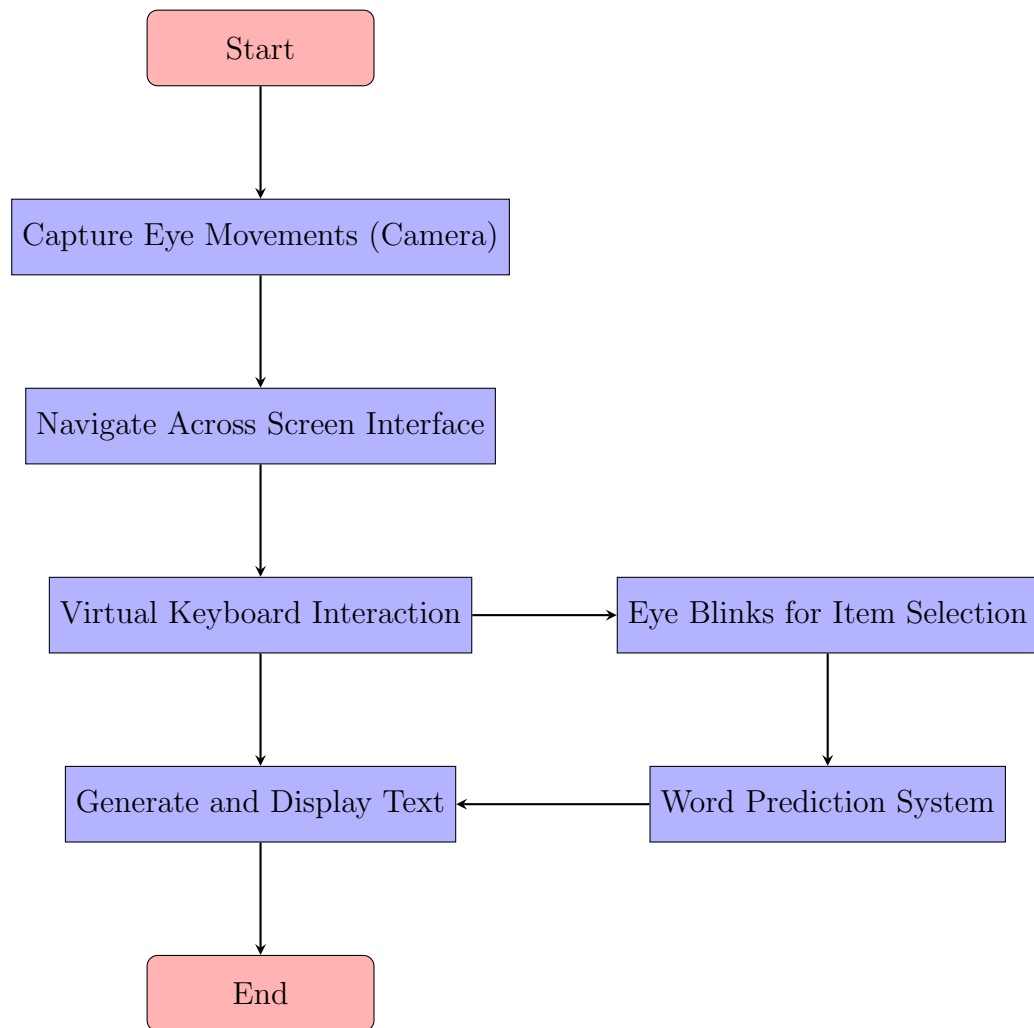 Start
Capture Eye Movements (Camera)
Navigate Across Screen Interface
Virtual Keyboard Interaction
Eye Blinks for Item Selection
Generate and Display Text
Word Prediction System
End